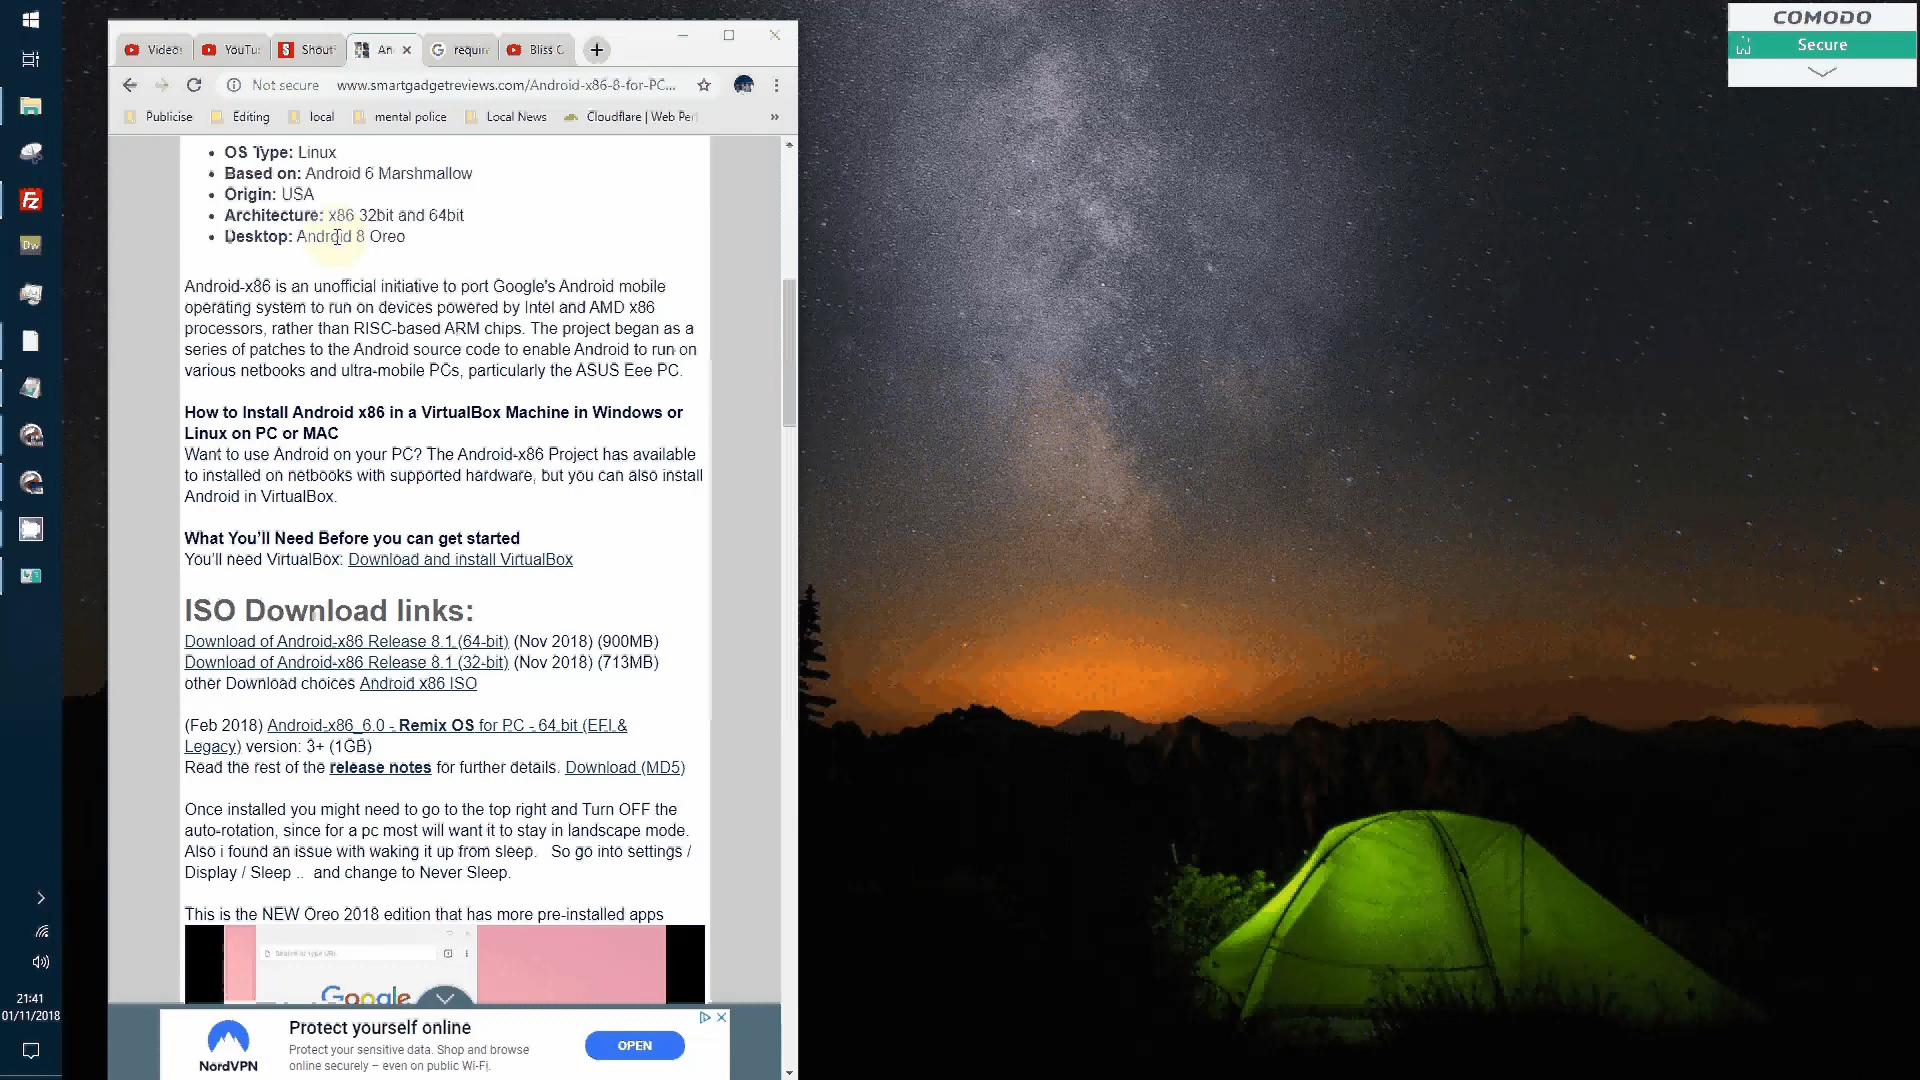 COMODO
Secure
Videos
YouTu
Shout
An
requir
Bliss C
Not secure
www.smartgadgetreviews.com/Android-x86-8-for-PC...
Publicise
Editing
local
mental police
Local News
Cloudflare | Web Per
»
OS Type: Linux
Based on: Android 6 Marshmallow
Origin: USA
Architecture: x86 32bit and 64bit
Desktop: Android 8 Oreo
Android-x86 is an unofficial initiative to port Google's Android mobile
operating system to run on devices powered by Intel and AMD x86
processors, rather than RISC-based ARM chips. The project began as a
series of patches to the Android source code to enable Android to run on
various netbooks and ultra-mobile PCs, particularly the ASUS Eee PC.
How to Install Android x86 in a VirtualBox Machine in Windows or
Linux on PC or MAC
Want to use Android on your PC? The Android-x86 Project has available
to installed on netbooks with supported hardware, but you can also install
Android in VirtualBox.
What You'll Need Before you can get started
You'll need VirtualBox: Download and install VirtualBox
ISO Download links:
Download of Android-x86 Release 8.1 (64-bit) (Nov 2018) (900MB)
Download of Android-x86 Release 8.1 (32-bit) (Nov 2018) (713MB)
other Download choices Android x86 ISO
(Feb 2018) Android-x86_6.0 - Remix OS for PC - 64 bit (EFI &
Legacy) version: 3+ (1GB)
Read the rest of the release notes for further details. Download (MD5)
Once installed you might need to go to the top right and Turn OFF the
auto-rotation, since for a pc most will want it to stay in landscape mode.
Also i found an issue with waking it up from sleep. So go into settings /
Display / Sleep .. and change to Never Sleep.
This is the NEW Oreo 2018 edition that has more pre-installed apps
Search or type URL
Google
NordVPN
Protect yourself online
Protect your sensitive data. Shop and browse
online securely – even on public Wi-Fi.
OPEN
Fz
Dw
21:41
01/11/2018